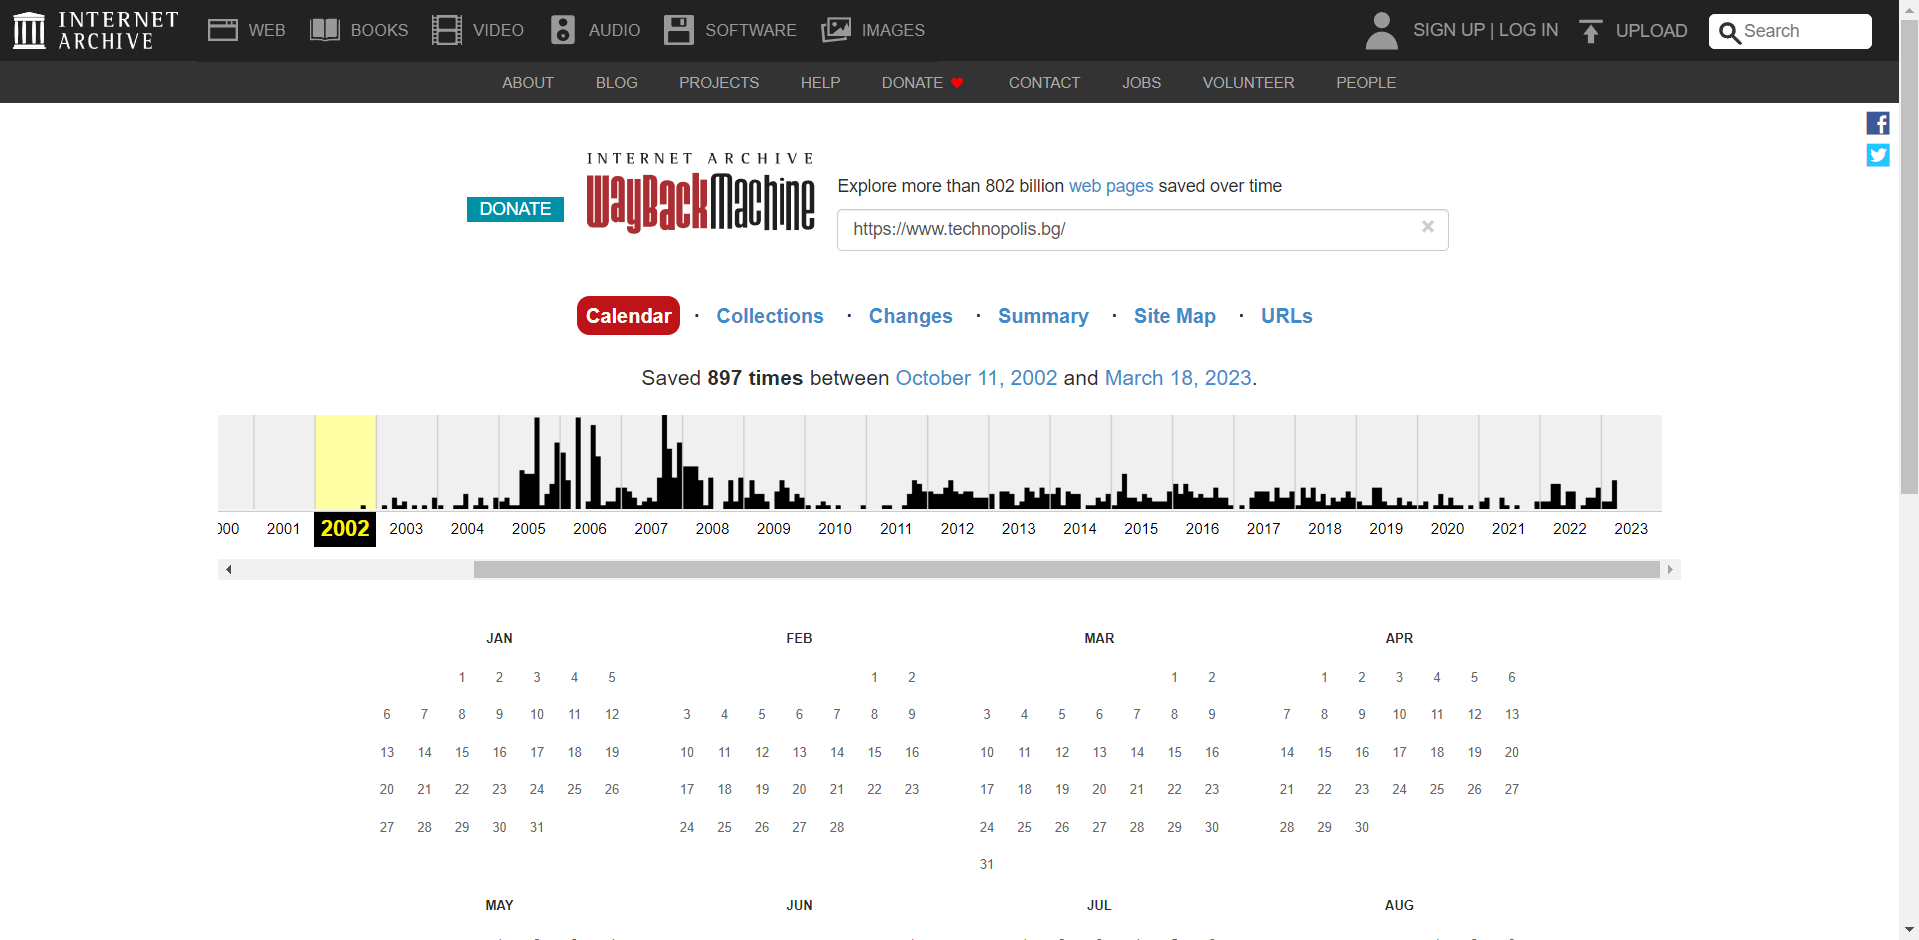 INTERNET ARCHIVE
WEB BOOKS VIDEO AUDIO SOFTWARE IMAGES SIGN UP | LOG IN UPLOAD Search
ABOUT BLOG PROJECTS HELP DONATE CONTACT JOBS VOLUNTEER PEOPLE
DONATE
INTERNET ARCHIVE
WayBackMachine
Explore more than 802 billion web pages saved over time
https://www.technopolis.bg/ ×
Calendar · Collections · Changes · Summary · Site Map · URLs
Saved 897 times between October 11, 2002 and March 18, 2023.
2001 2002 2003 2004 2005 2006 2007 2008 2009 2010 2011 2012 2013 2014 2015 2016 2017 2018 2019 2020 2021 2022 2023
JAN
1 2 3 4 5
6 7 8 9 10 11 12
13 14 15 16 17 18 19
20 21 22 23 24 25 26
27 28 29 30 31
FEB
1 2
3 4 5 6 7 8 9
10 11 12 13 14 15 16
17 18 19 20 21 22 23
24 25 26 27 28
MAR
1 2
3 4 5 6 7 8 9
10 11 12 13 14 15 16
17 18 19 20 21 22 23
24 25 26 27 28 29 30
31
APR
1 2 3 4 5 6
7 8 9 10 11 12 13
14 15 16 17 18 19 20
21 22 23 24 25 26 27
28 29 30
MAY JUN JUL AUG